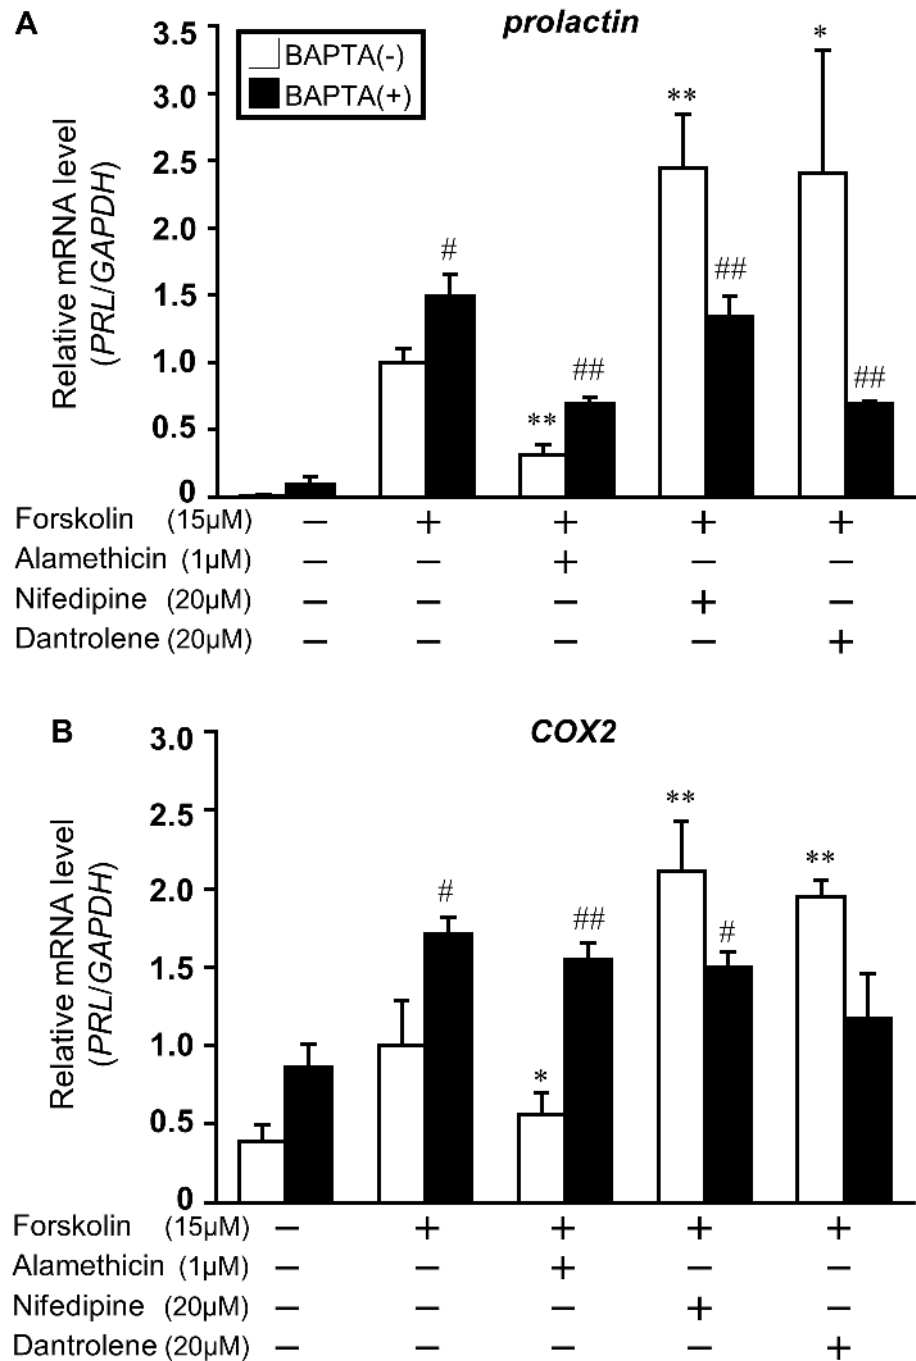 A
prolactin
BAPTA(-)
BAPTA(+)
Relative mRNA level
(PRL/GAPDH)
3.5
3.0
2.5
2.0
1.5
1.0
0.5
0
#
**
##
**
##
*
##
Forskolin (15μM) – + + + +
Alamethicin (1μM) – – + – –
Nifedipine (20μM) – – – + –
Dantrolene (20μM) – – – – +
B
COX2
Relative mRNA level
(PRL/GAPDH)
3.0
2.5
2.0
1.5
1.0
0.5
0
#
*
##
**
#
**
Forskolin (15μM) – + + + +
Alamethicin (1μM) – – + – –
Nifedipine (20μM) – – – + –
Dantrolene (20μM) – – – – +